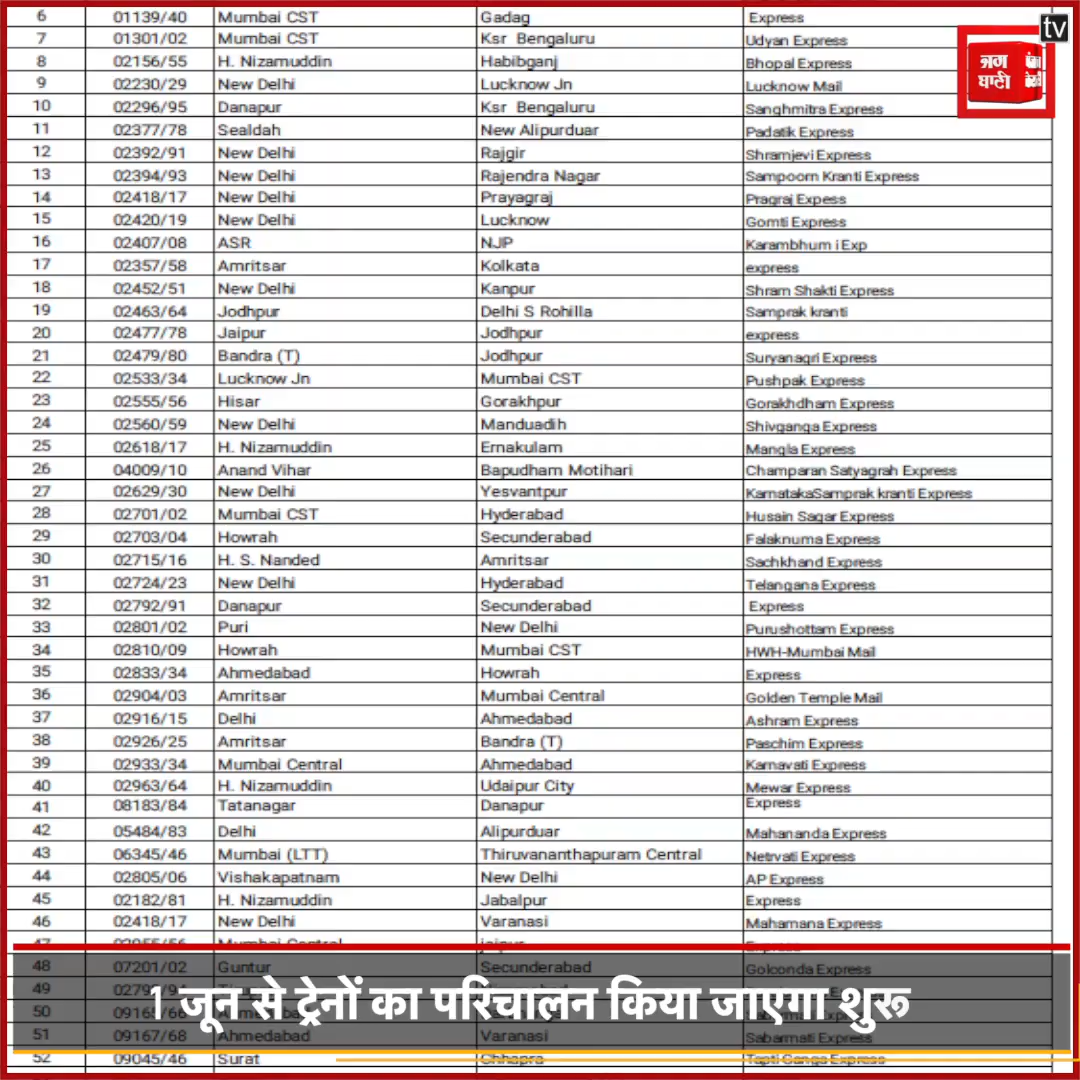 6 01139/40 Mumbai CST Gadag Express
7 01301/02 Mumbai CST Ksr Bengaluru Udyan Express
8 02156/55 H. Nizamuddin Habibganj Bhopal Express
9 02230/29 New Delhi Lucknow Jn Lucknow Mail
10 02296/95 Danapur Ksr Bengaluru Sanghmitra Express
11 02377/78 Sealdah New Alipurduar Padatik Express
12 02392/91 New Delhi Rajgir Shramjevi Express
13 02394/93 New Delhi Rajendra Nagar Sampoorn Kranti Express
14 02418/17 New Delhi Prayagraj Pragraj Expess
15 02420/19 New Delhi Lucknow Gomti Express
16 02407/08 ASR NJP Karambhum i Exp
17 02357/58 Amritsar Kolkata express
18 02452/51 New Delhi Kanpur Shram Shakti Express
19 02463/64 Jodhpur Delhi S Rohilla Samprak kranti
20 02477/78 Jaipur Jodhpur express
21 02479/80 Bandra (T) Jodhpur Suryanagri Express
22 02533/34 Lucknow Jn Mumbai CST Pushpak Express
23 02555/56 Hisar Gorakhpur Gorakhdham Express
24 02560/59 New Delhi Manduadih Shivganga Express
25 02618/17 H. Nizamuddin Ernakulam Mangla Express
26 04009/10 Anand Vihar Bapudham Motihari Champaran Satyagrah Express
27 02629/30 New Delhi Yesvantpur KarnatakaSamprak kranti Express
28 02701/02 Mumbai CST Hyderabad Husain Sagar Express
29 02703/04 Howrah Secunderabad Falaknuma Express
30 02715/16 H. S. Nanded Amritsar Sachkhand Express
31 02724/23 New Delhi Hyderabad Telangana Express
32 02792/91 Danapur Secunderabad Express
33 02801/02 Puri New Delhi Purushottam Express
34 02810/09 Howrah Mumbai CST HWH-Mumbai Mail
35 02833/34 Ahmedabad Howrah Express
36 02904/03 Amritsar Mumbai Central Golden Temple Mail
37 02916/15 Delhi Ahmedabad Ashram Express
38 02926/25 Amritsar Bandra (T) Paschim Express
39 02933/34 Mumbai Central Ahmedabad Karnavati Express
40 02963/64 H. Nizamuddin Udaipur City Mewar Express
41 08183/84 Tatanagar Danapur Express
42 05484/83 Delhi Alipurduar Mahananda Express
43 06345/46 Mumbai (LTT) Thiruvananthapuram Central Netrvati Express
44 02805/06 Vishakapatnam New Delhi AP Express
45 02182/81 H. Nizamuddin Jabalpur Express
46 02418/17 New Delhi Varanasi Mahamana Express
47 Mumbai Central jaipur Express
48 07201/02 Guntur Secunderabad Golconda Express
49
50 09165/66
51 09167/68 Ahmedabad Varanasi Sabarmati Express
52 09045/46 Surat Chhapra Tapti Ganga Express
1 जून से ट्रेनों का परिचालन किया जाएगा शुरू
tv
ਜਗ
ਬਾਣੀ